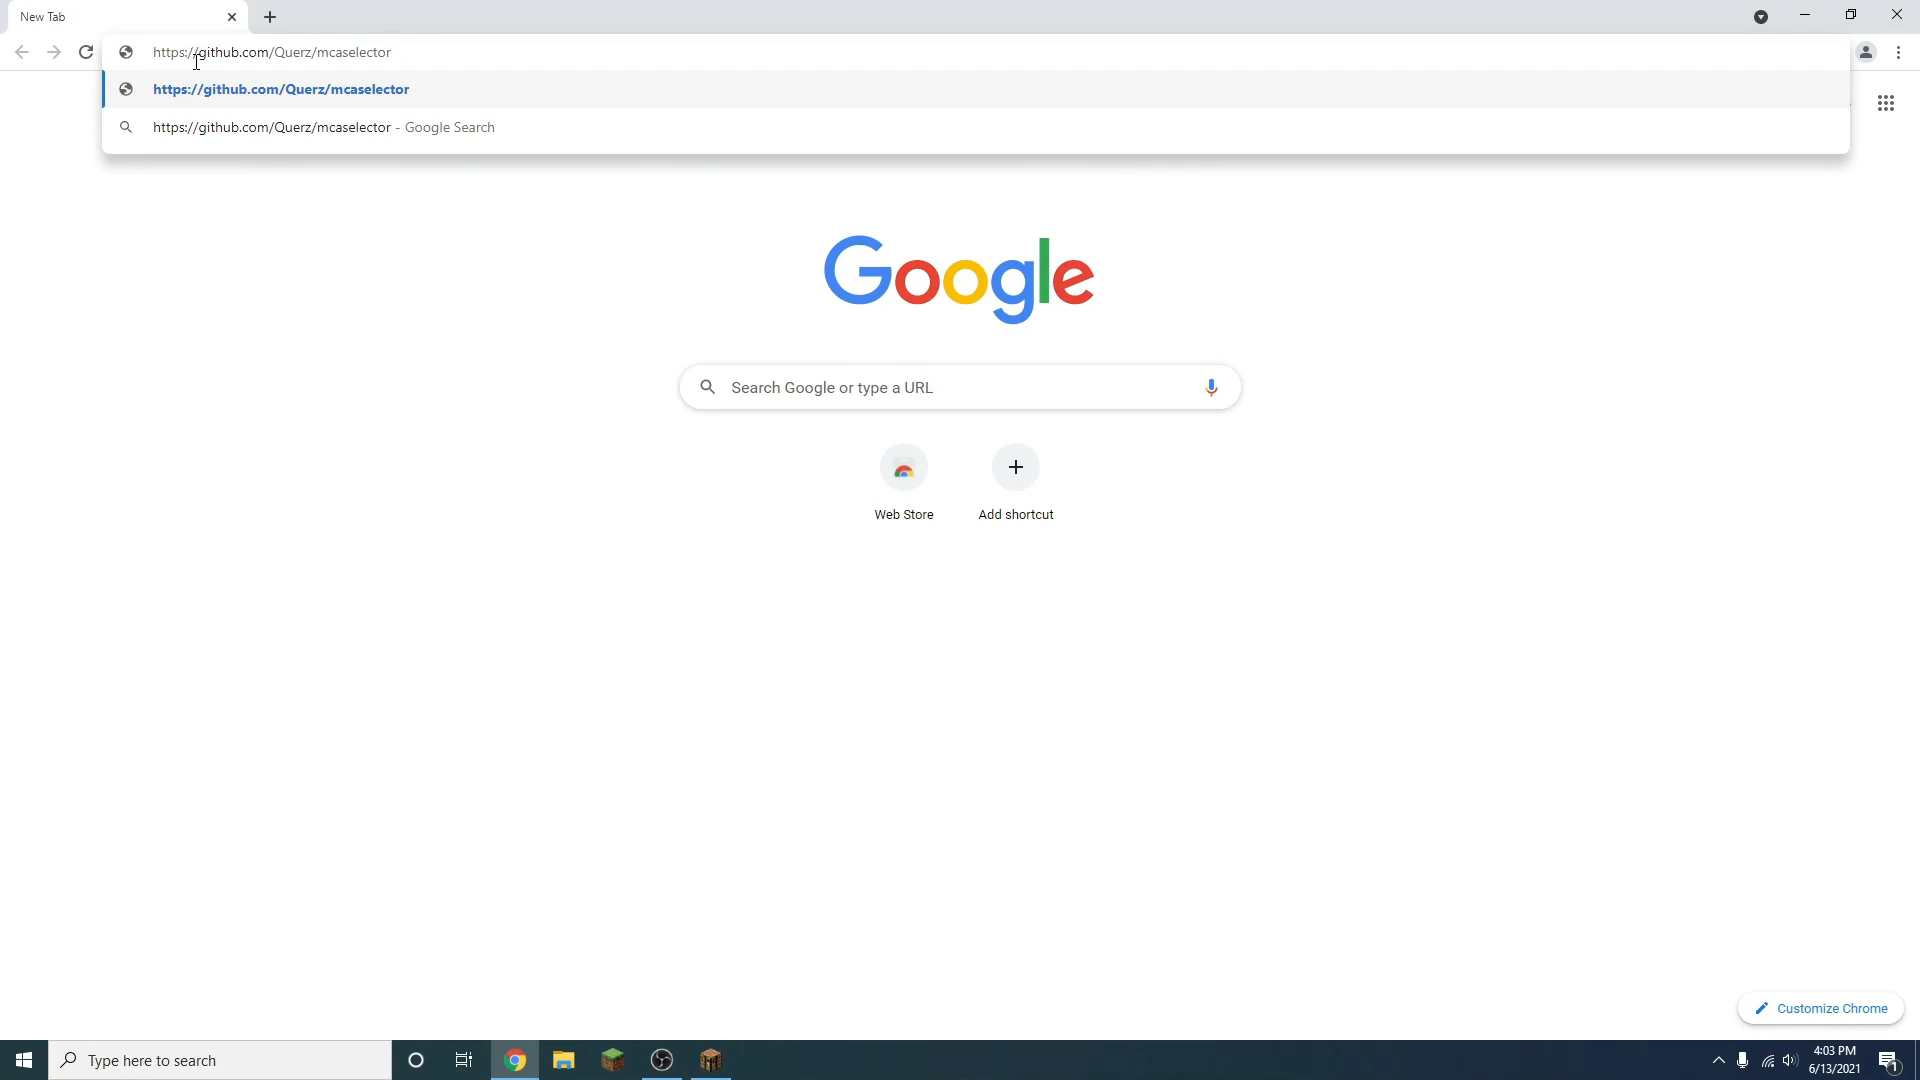 New Tab
https://github.com/Querz/mcaselector
https://github.com/Querz/mcaselector
https://github.com/Querz/mcaselector - Google Search
Google
Search Google or type a URL
Web Store
Add shortcut
Customize Chrome
Type here to search
4:03 PM
6/13/2021
1